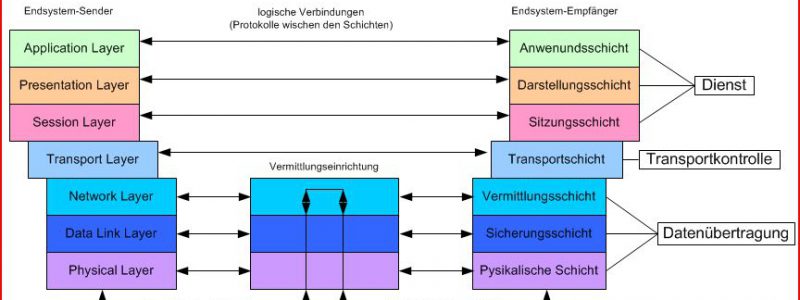 Endsystem-Sender
logische Verbindungen
(Protokolle wischen den Schichten)
Endsystem-Empfänger
Application Layer
Anwenundsschicht
Presentation Layer
Darstellungsschicht
Dienst
Session Layer
Sitzungsschicht
Transport Layer
Transportschicht
Transportkontrolle
Vermittlungseinrichtung
Network Layer
Vermittlungsschicht
Data Link Layer
Sicherungsschicht
Datenübertragung
Physical Layer
Pysikalische Schicht